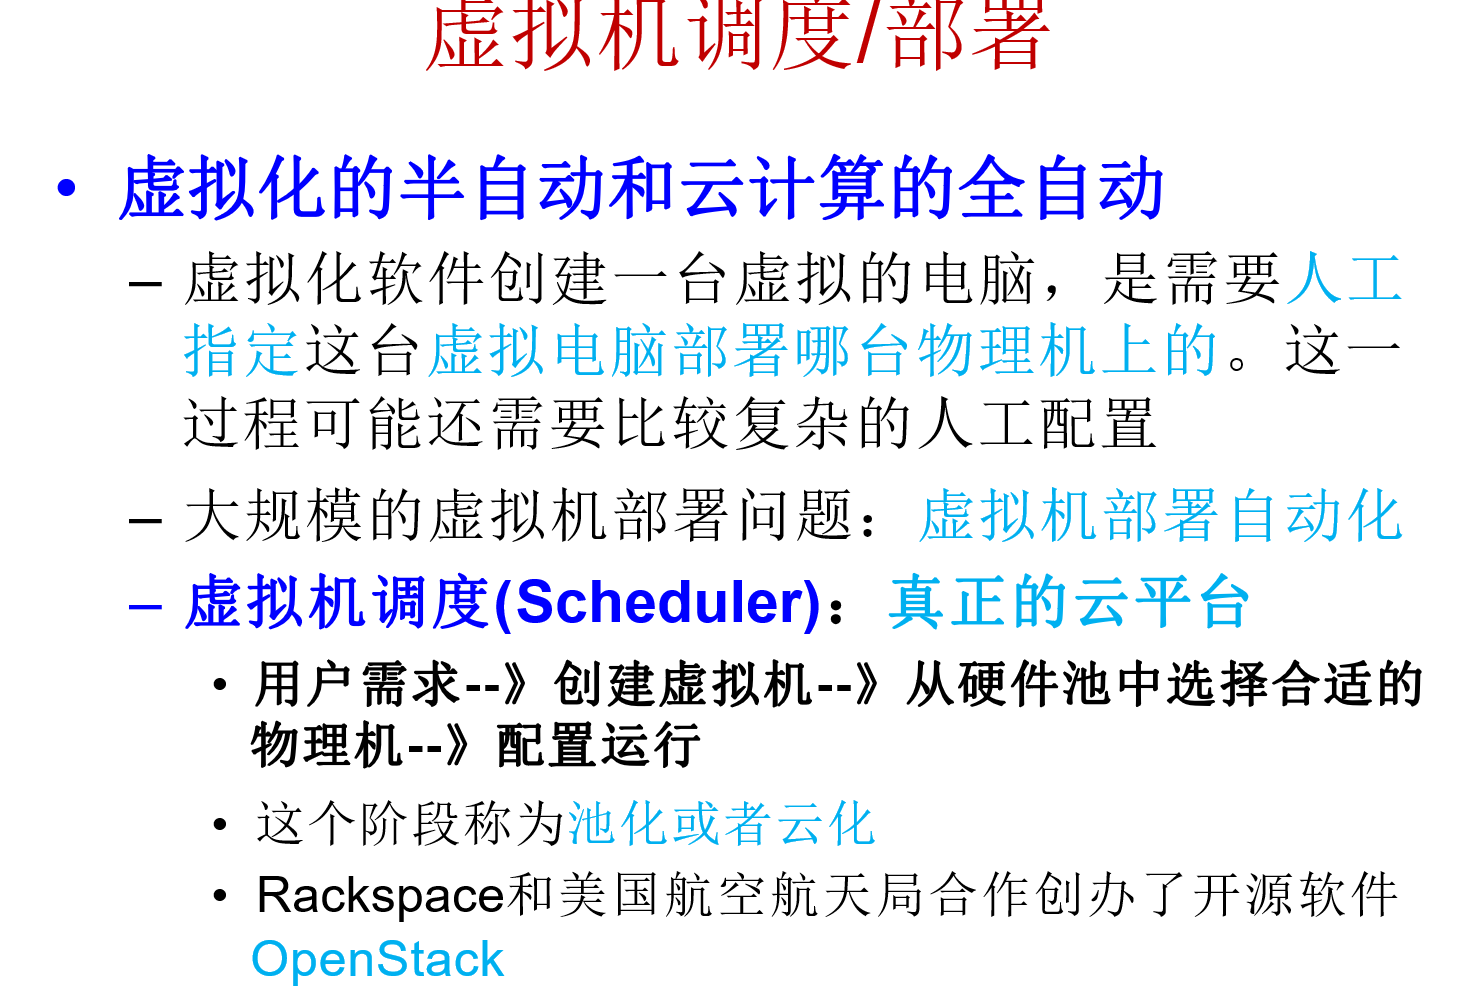 虚拟机调度/部署
• 虚拟化的半自动和云计算的全自动
– 虚拟化软件创建一台虚拟的电脑，是需要人工
指定这台虚拟电脑部署哪台物理机上的。这一
过程可能还需要比较复杂的人工配置
– 大规模的虚拟机部署问题：虚拟机部署自动化
– 虚拟机调度(Scheduler)：真正的云平台
• 用户需求--》创建虚拟机--》从硬件池中选择合适的
物理机--》配置运行
• 这个阶段称为池化或者云化
• Rackspace和美国航空航天局合作创办了开源软件
OpenStack